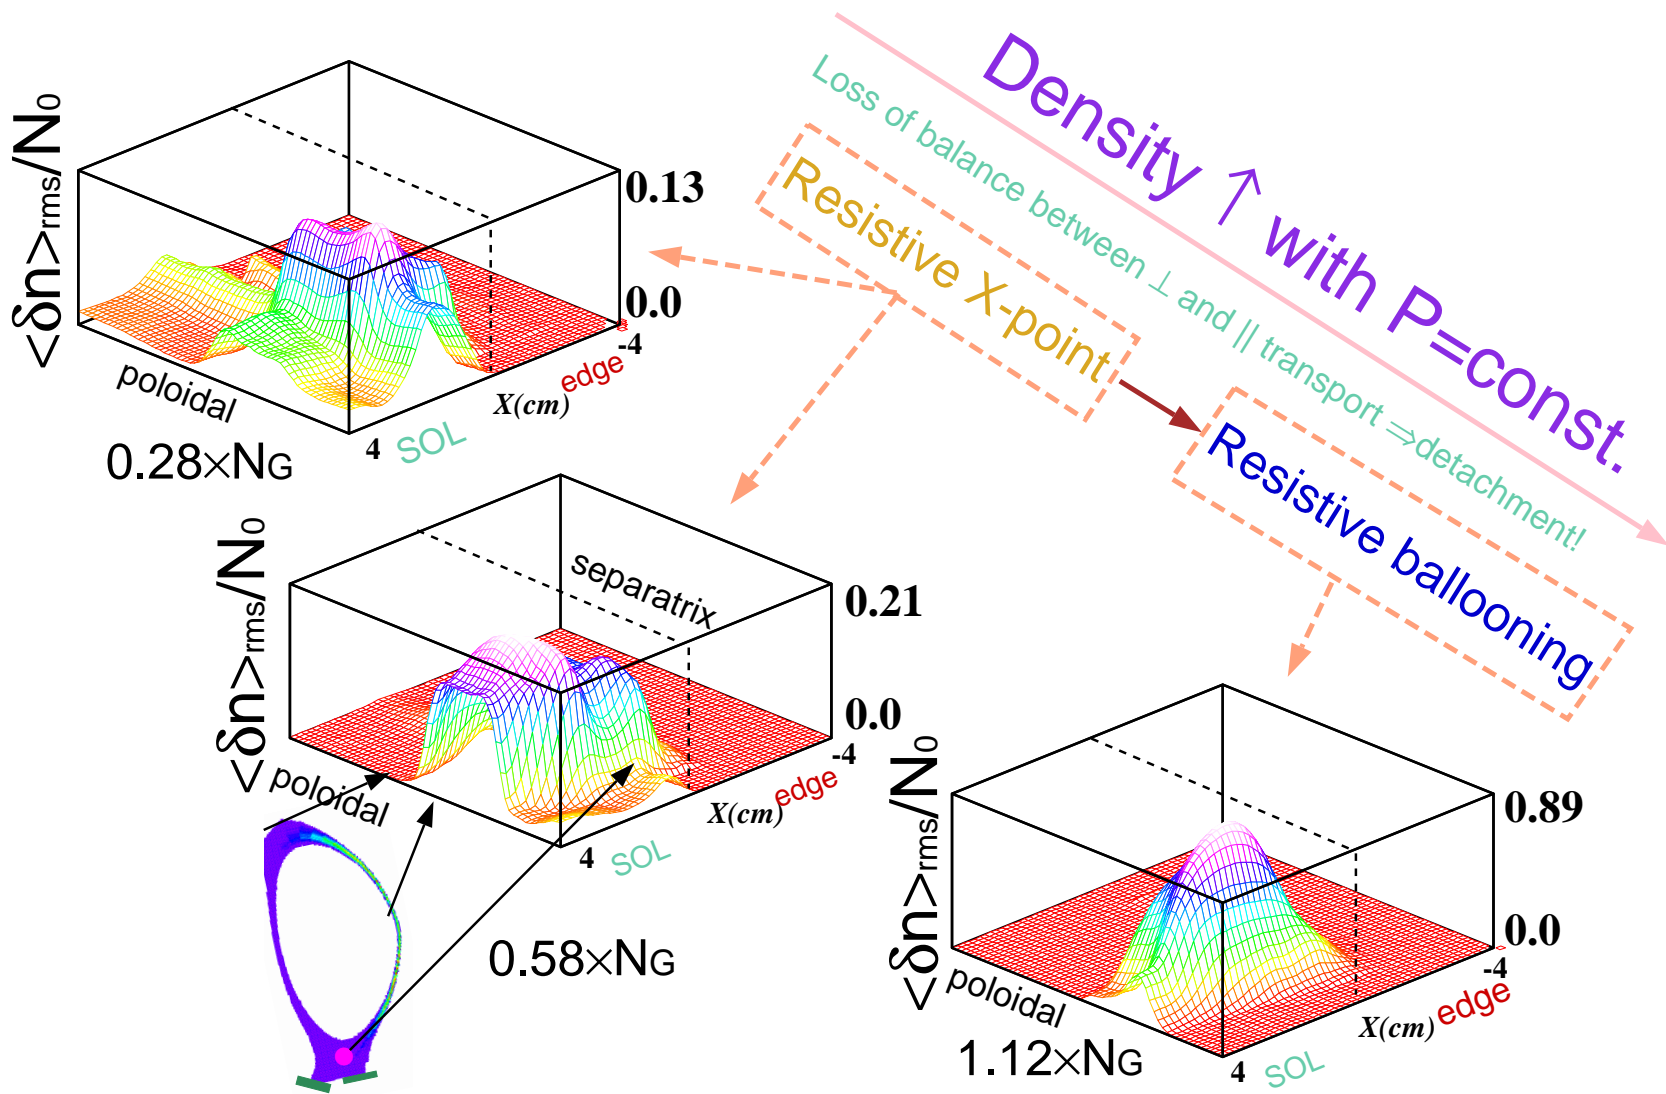 Density ↑ with P=const.
Loss of balance between ⊥ and || transport ⇒detachment!
Resistive X-point
Resistive ballooning
<δn>rms/N0
0.13
0.0
-4
edge
X(cm)
SOL
4
poloidal
0.28×NG
<δn>rms/N0
separatrix
0.21
0.0
-4
edge
X(cm)
SOL
4
poloidal
0.58×NG
<δn>rms/N0
0.89
0.0
-4
edge
X(cm)
SOL
4
poloidal
1.12×NG